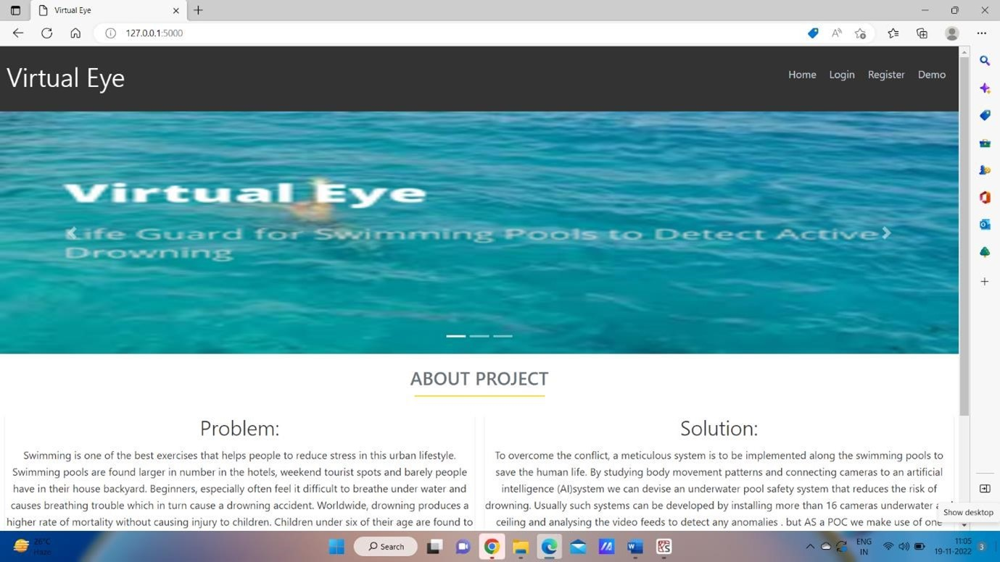 Virtual Eye
127.0.0.1:5000
Virtual Eye
Home Login Register Demo
Virtual Eye
Life Guard for Swimming Pools to Detect Active
Drowning
ABOUT PROJECT
Problem:
Swimming is one of the best exercises that helps people to reduce stress in this urban lifestyle.
Swimming pools are found larger in number in the hotels, weekend tourist spots and barely people
have in their house backyard. Beginners, especially often feel it difficult to breathe under water and
causes breathing trouble which in turn cause a drowning accident. Worldwide, drowning produces a
higher rate of mortality without causing injury to children. Children under six of their age are found to
Solution:
To overcome the conflict, a meticulous system is to be implemented along the swimming pools to
save the human life. By studying body movement patterns and connecting cameras to an artificial
intelligence (AI)system we can devise an underwater pool safety system that reduces the risk of
drowning. Usually such systems can be developed by installing more than 16 cameras underwater
ceiling and analysing the video feeds to detect any anomalies . but AS a POC we make use of one
Show desktop
26°C
Haze
Search
ENG
IN
11:05
19-11-2022
3